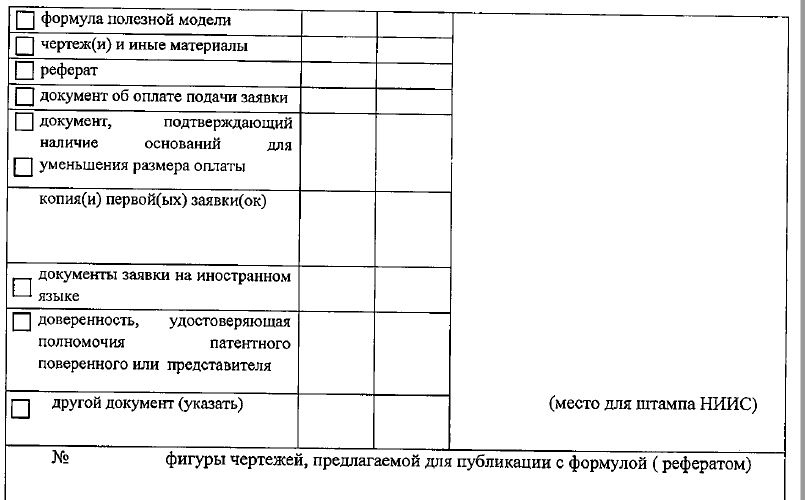 формула полезной модели
чертеж(и) и иные материалы
реферат
документ об оплате подачи заявки
документ, подтверждающий
наличие оснований для
уменьшения размера оплаты
копия(и) первой(ых) заявки(ок)
документы заявки на иностранном
языке
доверенность, удостоверяющая
полномочия патентного
поверенного или представителя
другой документ (указать)
(место для штампа НИИС)
№ фигуры чертежей, предлагаемой для публикации с формулой ( рефератом)